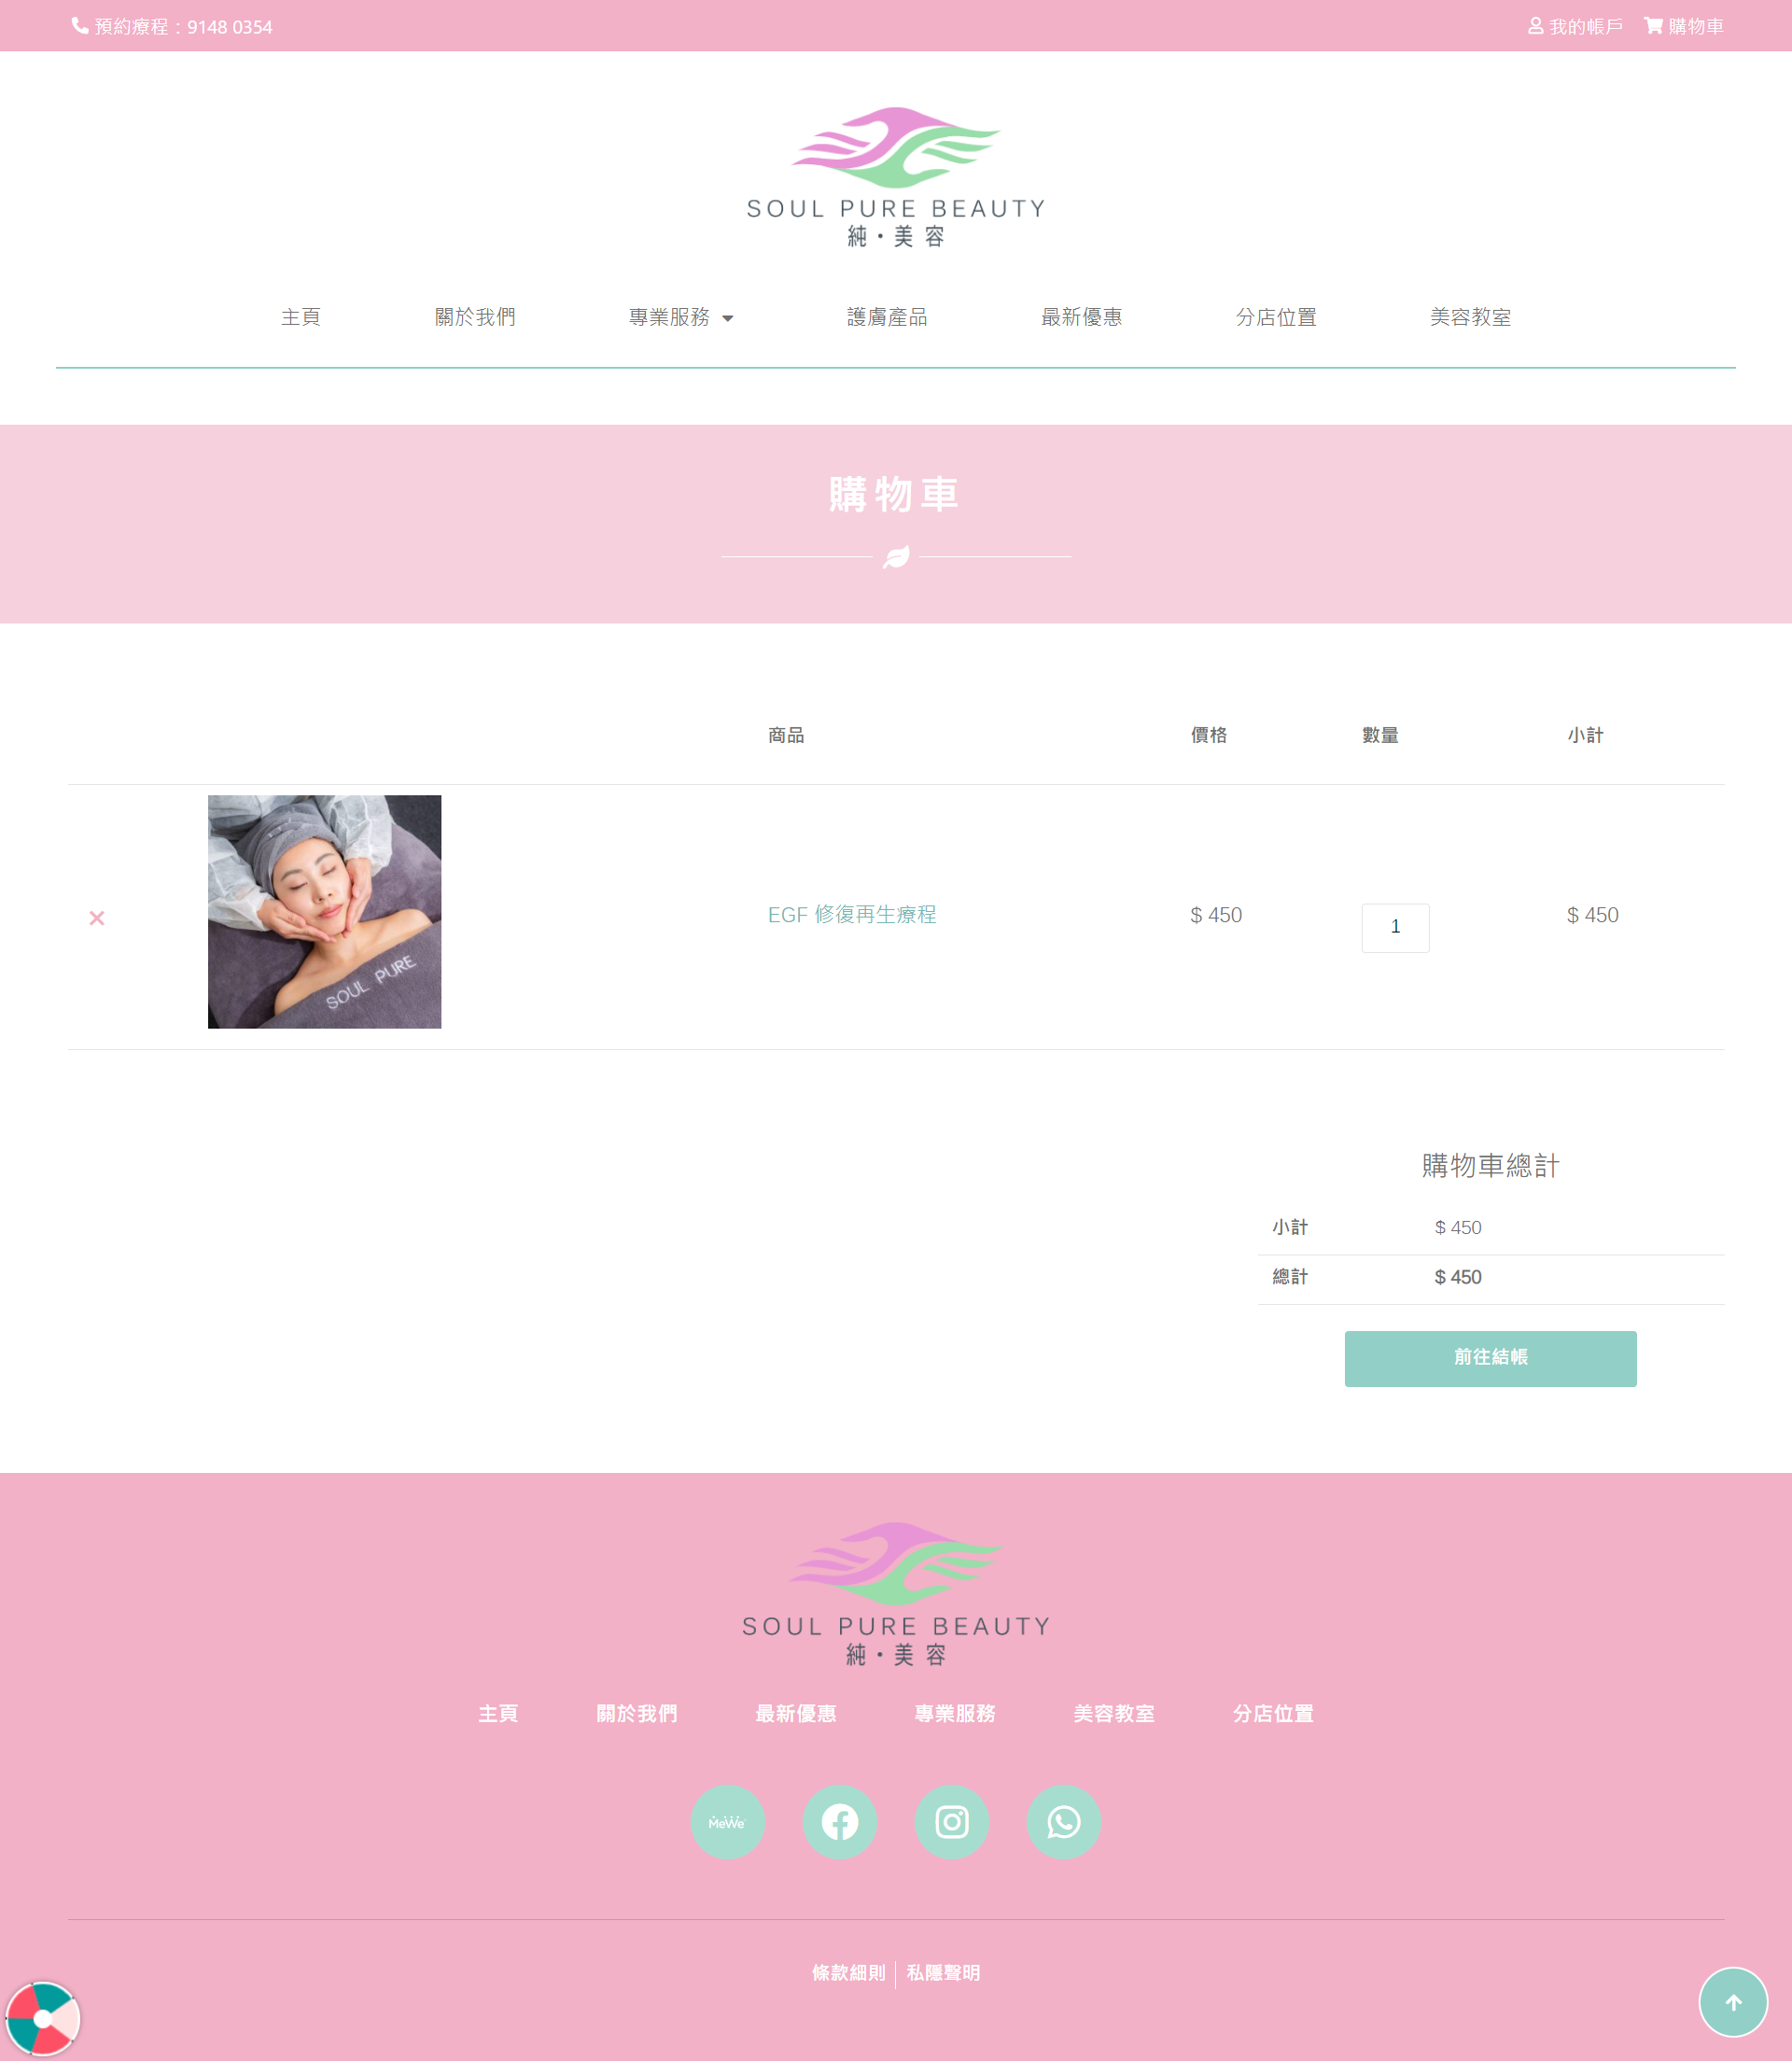 預約療程：9148 0354
我的帳戶
購物車
SOUL PURE BEAUTY
純・美 容
主頁
關於我們
專業服務
護膚產品
最新優惠
分店位置
美容教室
購物車
商品
價格
數量
小計
SOUL PURE
EGF 修復再生療程
$ 450
1
$ 450
購物車總計
小計
$ 450
總計
$ 450
前往結帳
SOUL PURE BEAUTY
純・美 容
主頁
關於我們
最新優惠
專業服務
美容教室
分店位置
MeWe
條款細則
私隱聲明